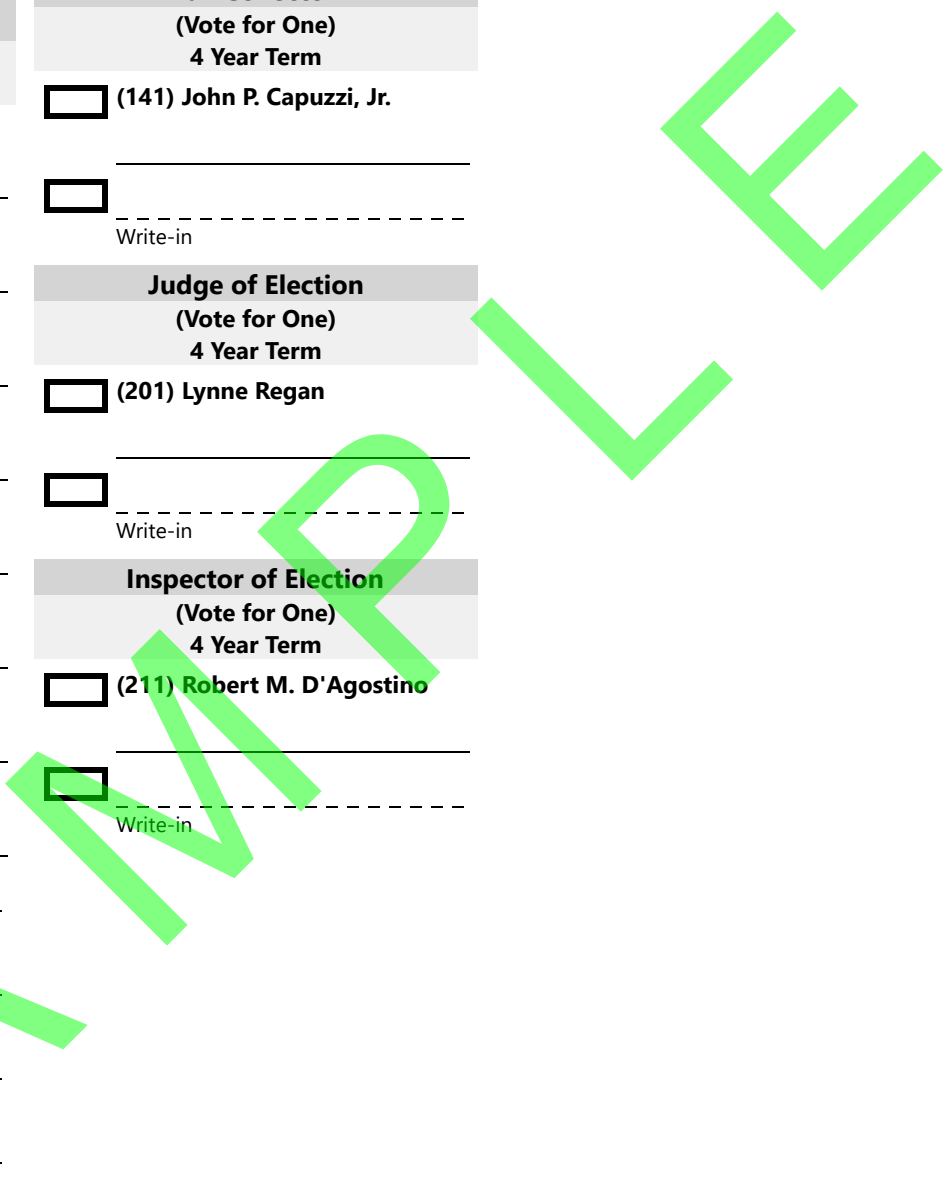 (Vote for One)
4 Year Term
(141) John P. Capuzzi, Jr.
Write-in
Judge of Election
(Vote for One)
4 Year Term
(201) Lynne Regan
Write-in
Inspector of Election
(Vote for One)
4 Year Term
(211) Robert M. D'Agostino
Write-in
M P L E